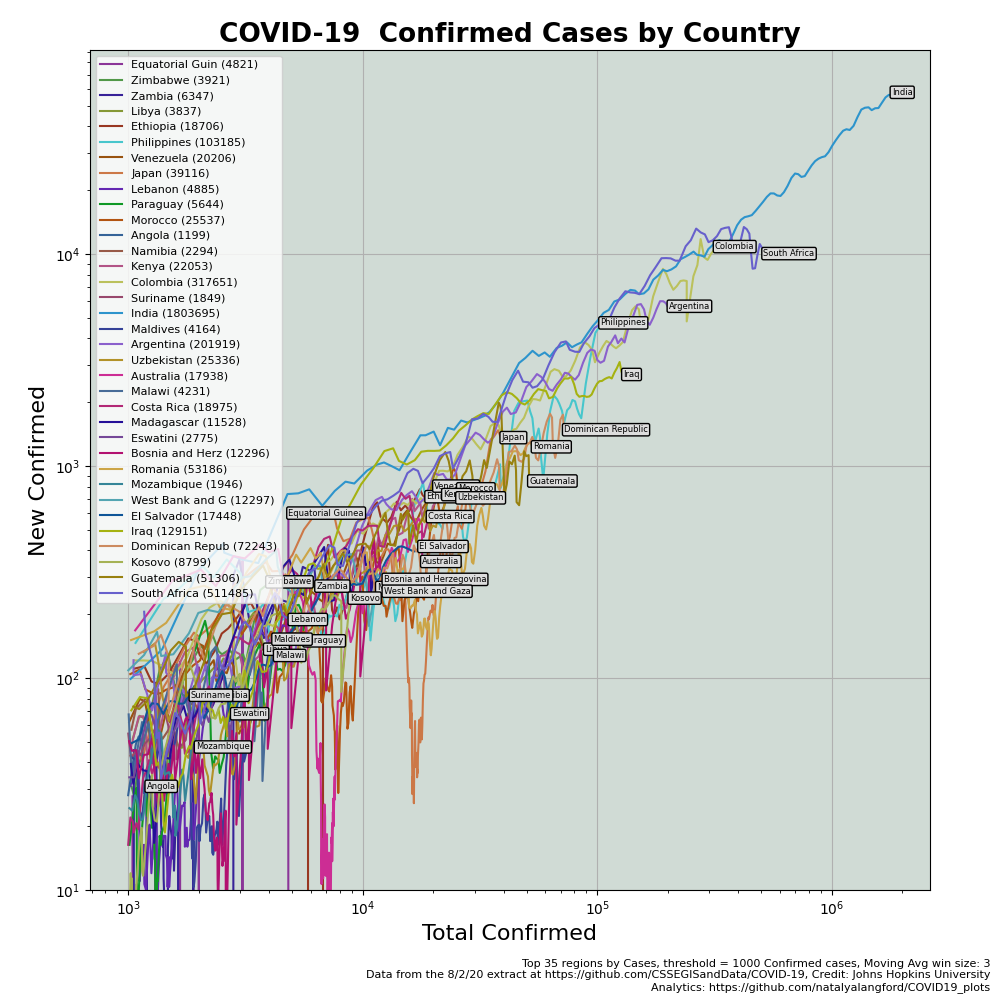 COVID-19  Confirmed Cases by Country
Equatorial Guin (4821)
Zimbabwe (3921)
Zambia (6347)
Libya (3837)
Ethiopia (18706)
Philippines (103185)
Venezuela (20206)
Japan (39116)
Lebanon (4885)
Paraguay (5644)
Morocco (25537)
Angola (1199)
Namibia (2294)
Kenya (22053)
Colombia (317651)
Suriname (1849)
India (1803695)
Maldives (4164)
Argentina (201919)
Uzbekistan (25336)
Australia (17938)
Malawi (4231)
Costa Rica (18975)
Madagascar (11528)
Eswatini (2775)
Bosnia and Herz (12296)
Romania (53186)
Mozambique (1946)
West Bank and G (12297)
El Salvador (17448)
Iraq (129151)
Dominican Repub (72243)
Kosovo (8799)
Guatemala (51306)
South Africa (511485)
India
Colombia
South Africa
Argentina
Philippines
Iraq
Dominican Republic
Japan
Romania
Guatemala
Uzbekistan
Equatorial Guinea
Costa Rica
El Salvador
Australia
Zimbabwe
Zambia
Bosnia and Herzegovina
West Bank and Gaza
Kosovo
Lebanon
Maldives
raguay
Malawi
Suriname
bia
Eswatini
Mozambique
Angola
New Confirmed
10⁴
10³
10²
10¹
10³
10⁴
10⁵
10⁶
Total Confirmed
Top 35 regions by Cases, threshold = 1000 Confirmed cases, Moving Avg win size: 3
Data from the 8/2/20 extract at https://github.com/CSSEGISandData/COVID-19, Credit: Johns Hopkins University
Analytics: https://github.com/natalyalangford/COVID19_plots